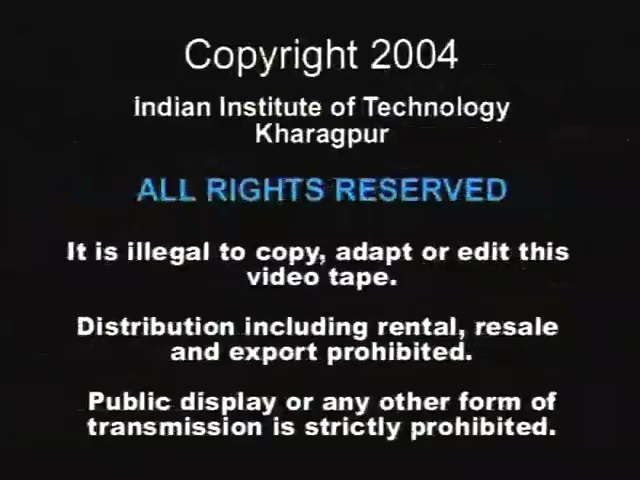 Copyright 2004
Indian Institute of Technology
Kharagpur
ALL RIGHTS RESERVED
It is illegal to copy, adapt or edit this
video tape.
Distribution including rental, resale
and export prohibited.
Public display or any other form of
transmission is strictly prohibited.